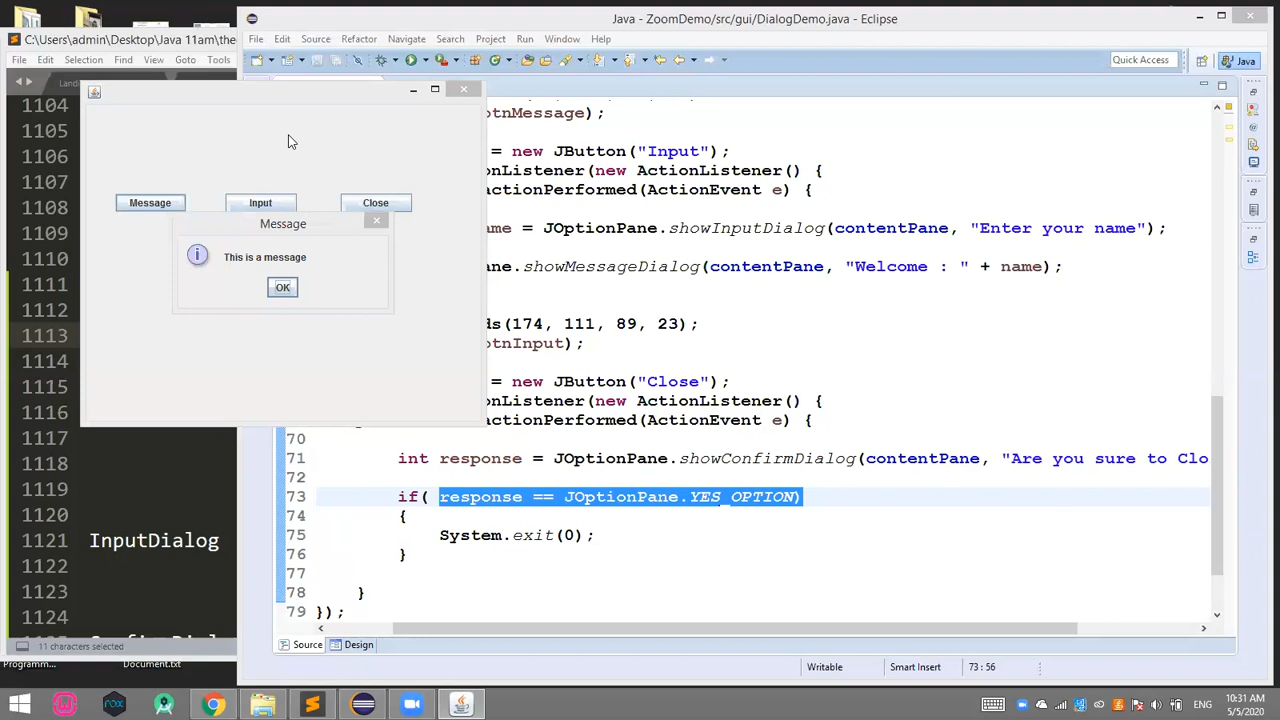 Java - ZoomDemo/src/gui/DialogDemo.java - Eclipse
C:\Users\admin\Desktop\Java 11am\the
File Edit Selection Find View Goto Tools
File Edit Source Refactor Navigate Search Project Run Window Help
Quick Access
Java
Land
1104
1105
1106
1107
1108
1109
1110
1111
1112
1113
1114
1115
1116
1117
1118
1119
1120
1121 InputDialog
1122
1123
1124
11 characters selected
Message Input Close
Message
This is a message
OK
otnMessage);
= new JButton("Input");
onListener(new ActionListener() {
actionPerformed(ActionEvent e) {
ame = JOptionPane.showInputDialog(contentPane, "Enter your name");
ane.showMessageDialog(contentPane, "Welcome : " + name);
ds(174, 111, 89, 23);
otnInput);
= new JButton("Close");
onListener(new ActionListener() {
actionPerformed(ActionEvent e) {
70
71 int response = JOptionPane.showConfirmDialog(contentPane, "Are you sure to Clo
72
73 if( response == JOptionPane.YES_OPTION)
74 {
75 System.exit(0);
76 }
77
78 }
79 });
Source Design
Writable Smart Insert 73 : 56
Programm... Document.txt
nox
ENG
10:31 AM
5/5/2020